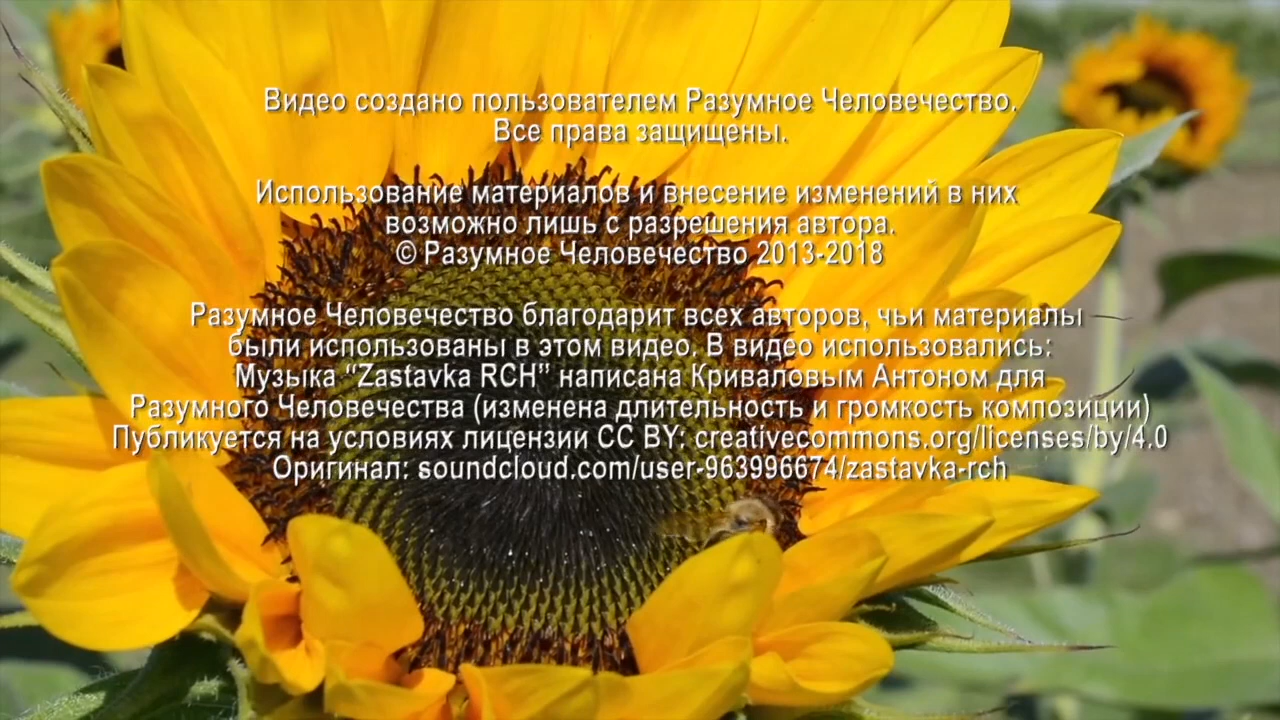 Видео создано пользователем Разумное Человечество.
Все права защищены.
Использование материалов и внесение изменений в них
возможно лишь с разрешения автора.
© Разумное Человечество 2013-2018
Разумное Человечество благодарит всех авторов, чьи материалы
были использованы в этом видео. В видео использовались:
Музыка “Zastavka RCH” написана Криваловым Антоном для
Разумного Человечества (изменена длительность и громкость композиции)
Публикуется на условиях лицензии CC BY: creativecommons.org/licenses/by/4.0
Оригинал: soundcloud.com/user-963996674/zastavka-rch